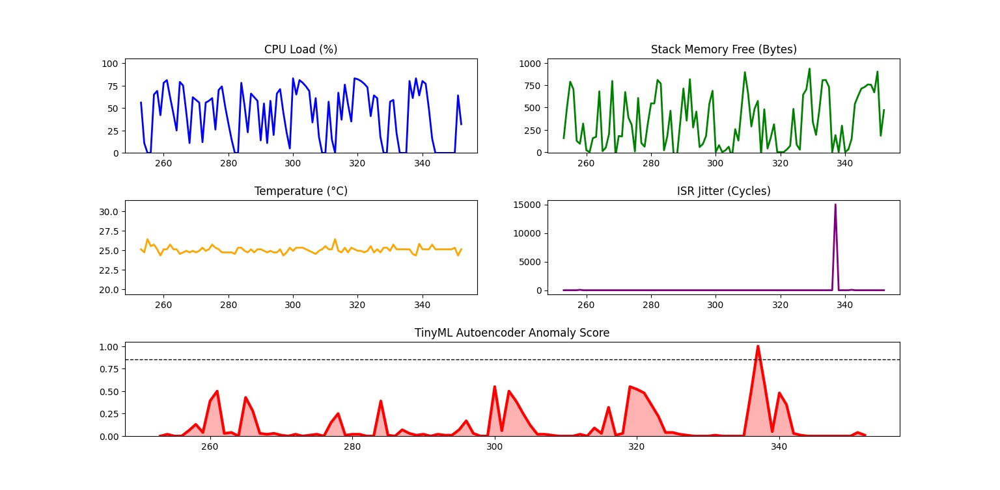 CPU Load (%)
100
75
50
25
0
260 280 300 320 340
Stack Memory Free (Bytes)
1000
750
500
250
0
260 280 300 320 340
Temperature (°C)
30.0
27.5
25.0
22.5
20.0
260 280 300 320 340
ISR Jitter (Cycles)
15000
10000
5000
0
260 280 300 320 340
TinyML Autoencoder Anomaly Score
1.00
0.75
0.50
0.25
0.00
260 280 300 320 340